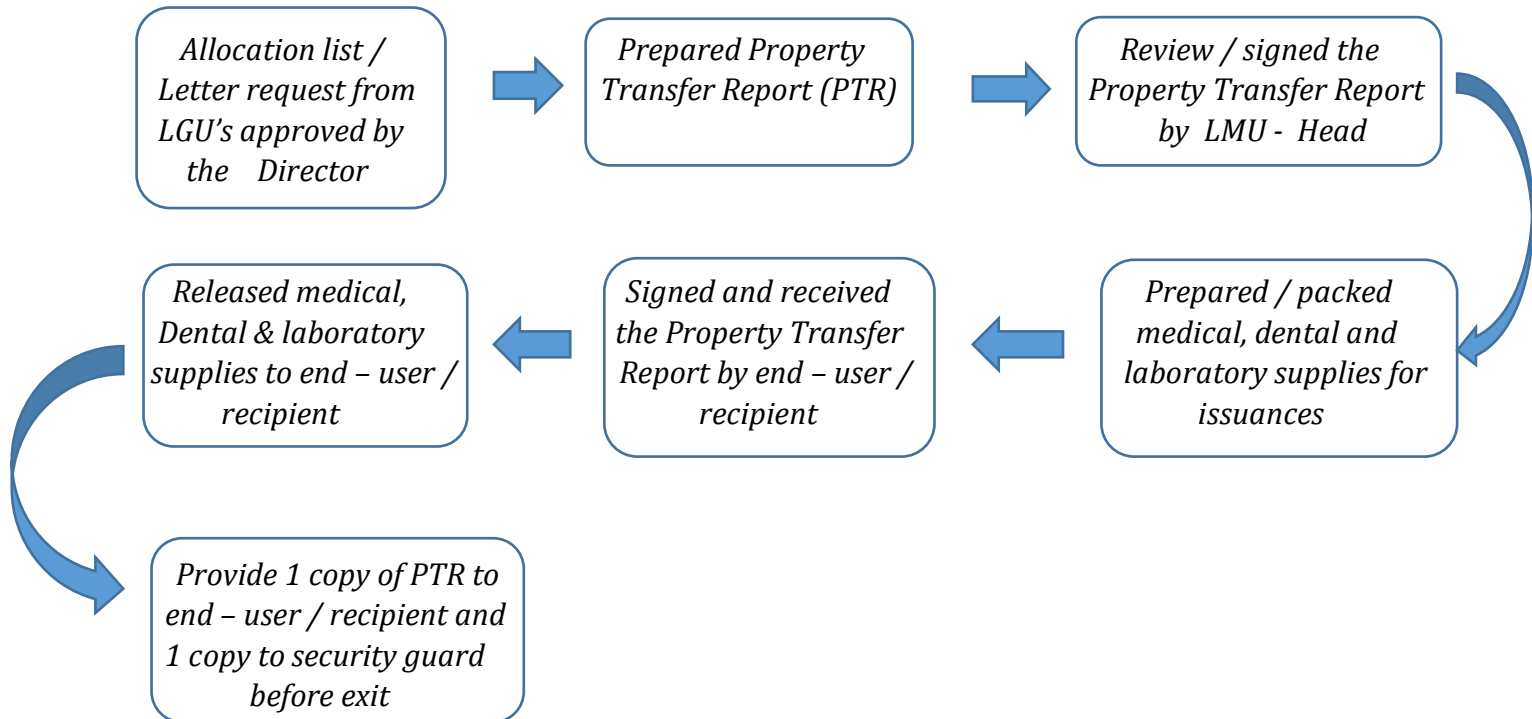 Allocation list /
Letter request from
LGU’s approved by
the Director
Prepared Property
Transfer Report (PTR)
Review / signed the
Property Transfer Report
by LMU - Head
Prepared / packed
medical, dental and
laboratory supplies for
issuances
Signed and received
the Property Transfer
Report by end – user /
recipient
Released medical,
Dental & laboratory
supplies to end – user /
recipient
Provide 1 copy of PTR to
end – user / recipient and
1 copy to security guard
before exit